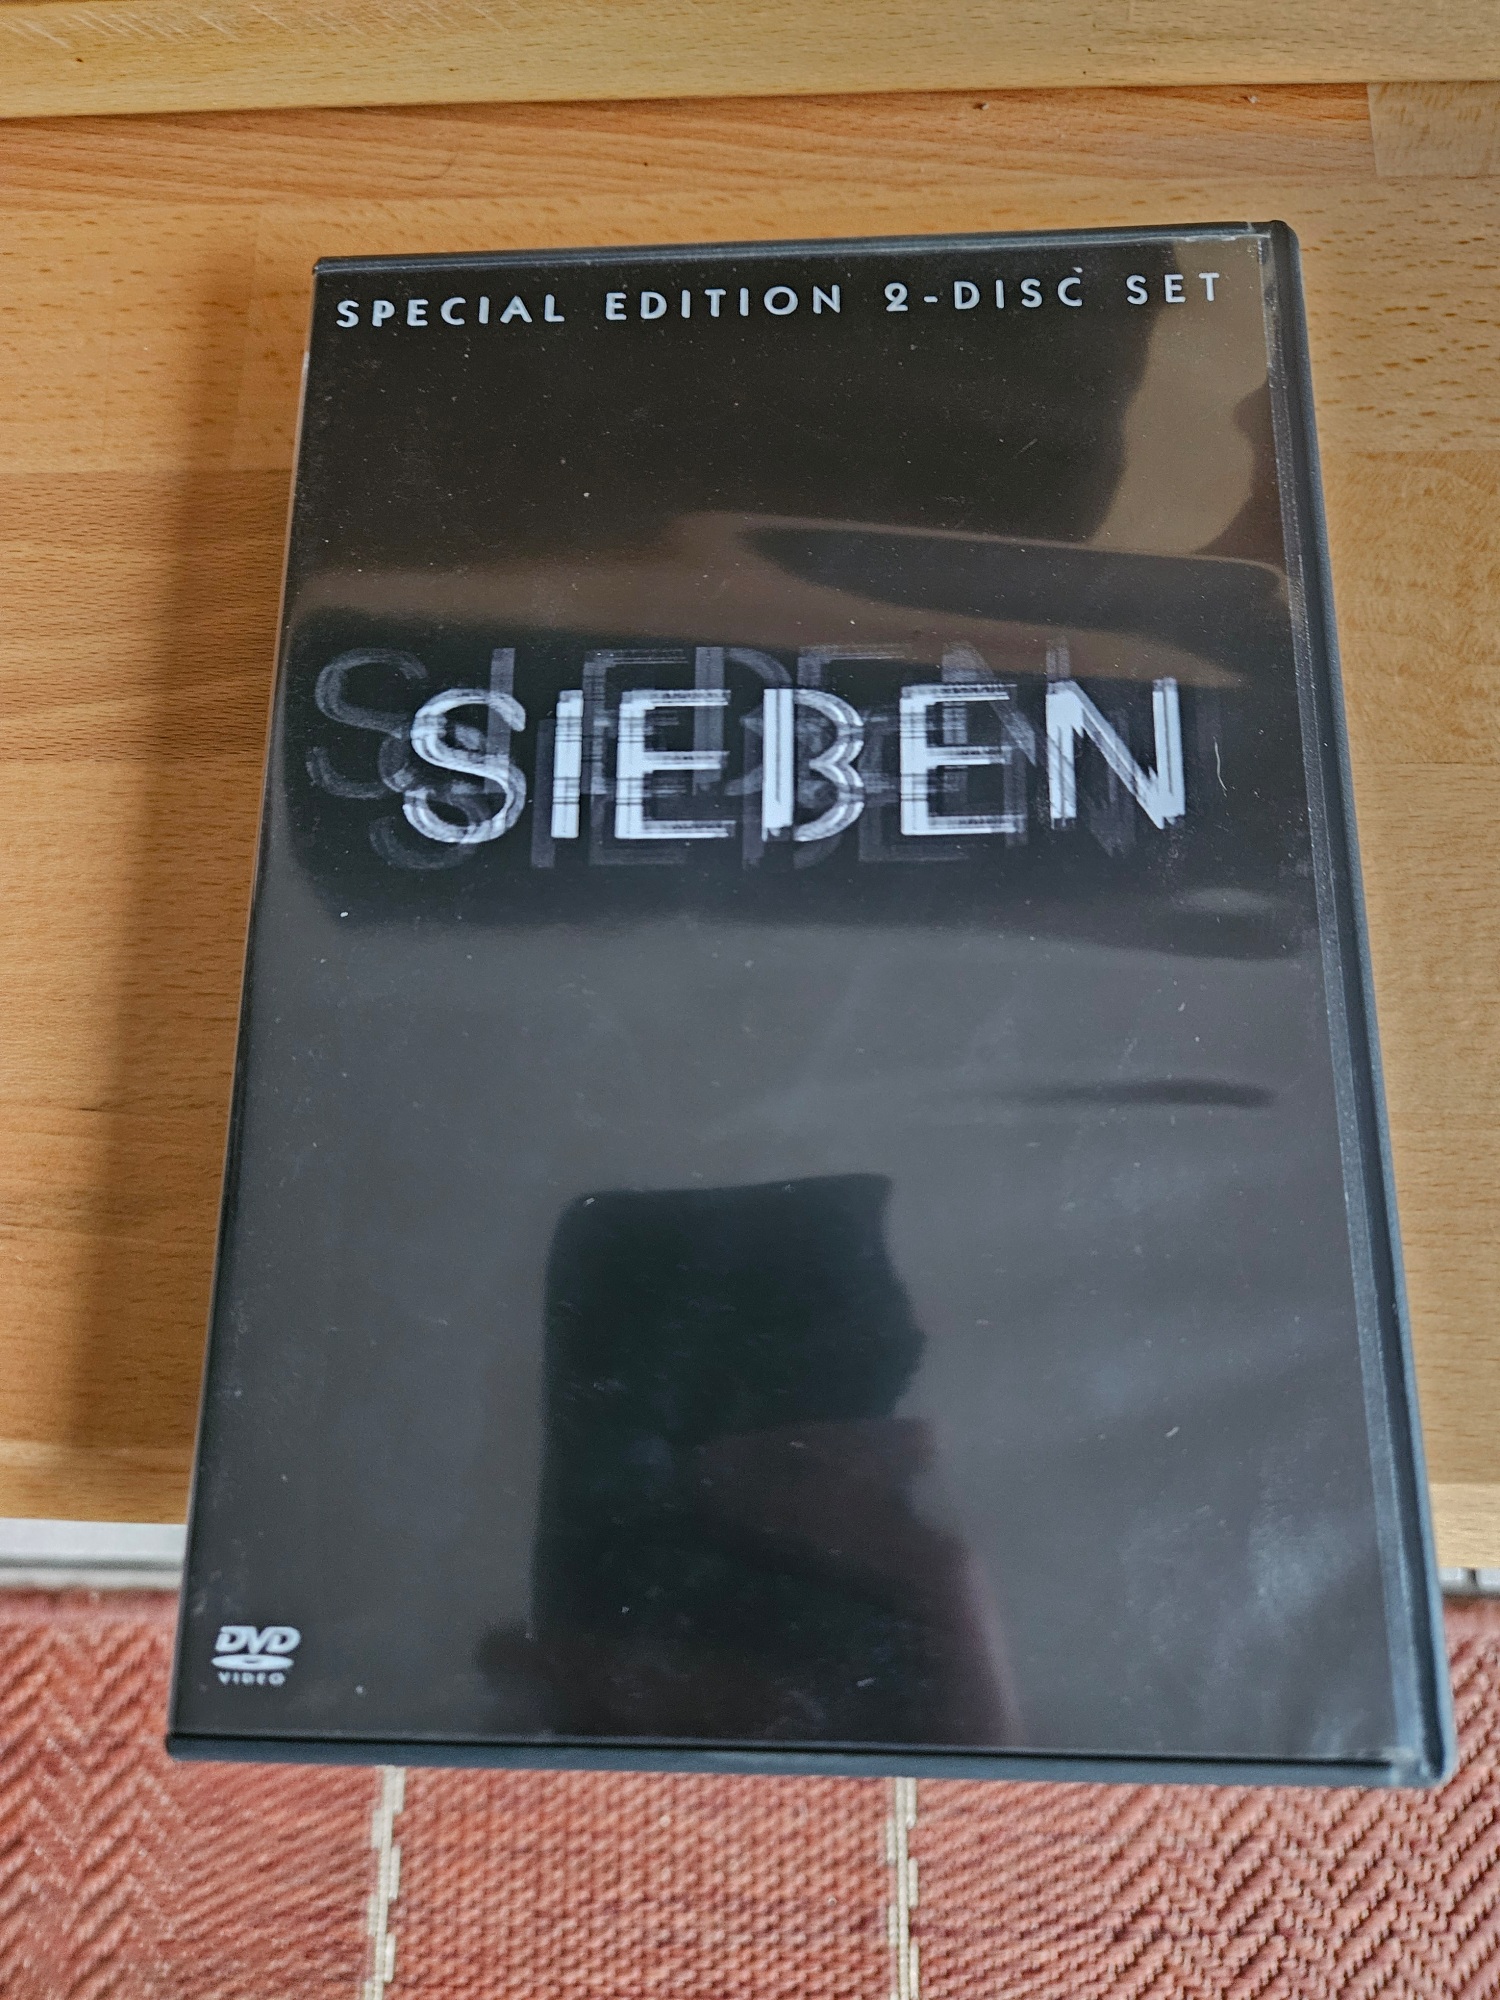 SPECIAL EDITION 2-DISC SET
SIEBEN
DVD
VIDEO